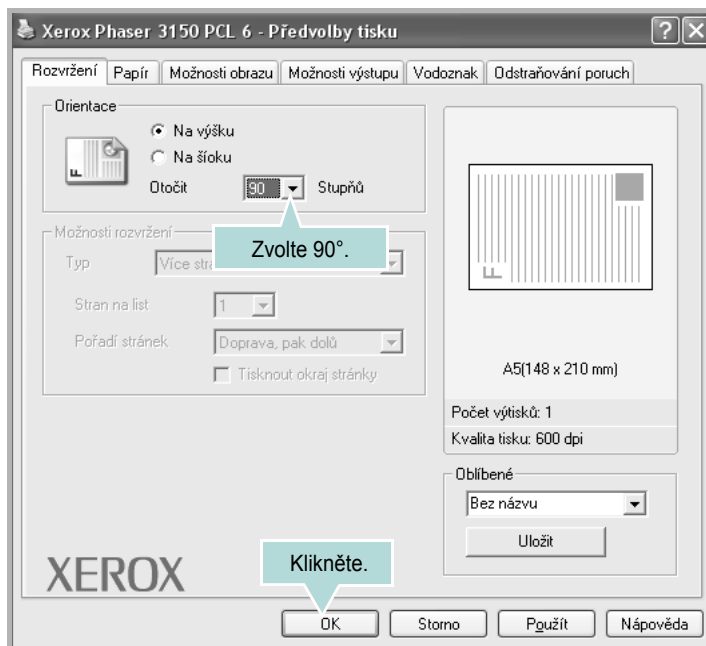 Xerox Phaser 3150 PCL 6 - Předvolby tisku
Rozvržení Papír Možnosti obrazu Možnosti výstupu Vodoznak Odstraňování poruch
Orientace
Na výšku
Na šíoku
Otočit 90 Stupňů
Zvolte 90°.
Možnosti rozvržení
Typ Více
Stran na list 1
Pořadí stránek Doprava, pak dolů
Tisknout okraj stránky
F
F
A5(148 x 210 mm)
Počet výtisků: 1
Kvalita tisku: 600 dpi
Oblíbené
Bez názvu
Uložit
XEROX
Klikněte.
OK Storno Použít Nápověda